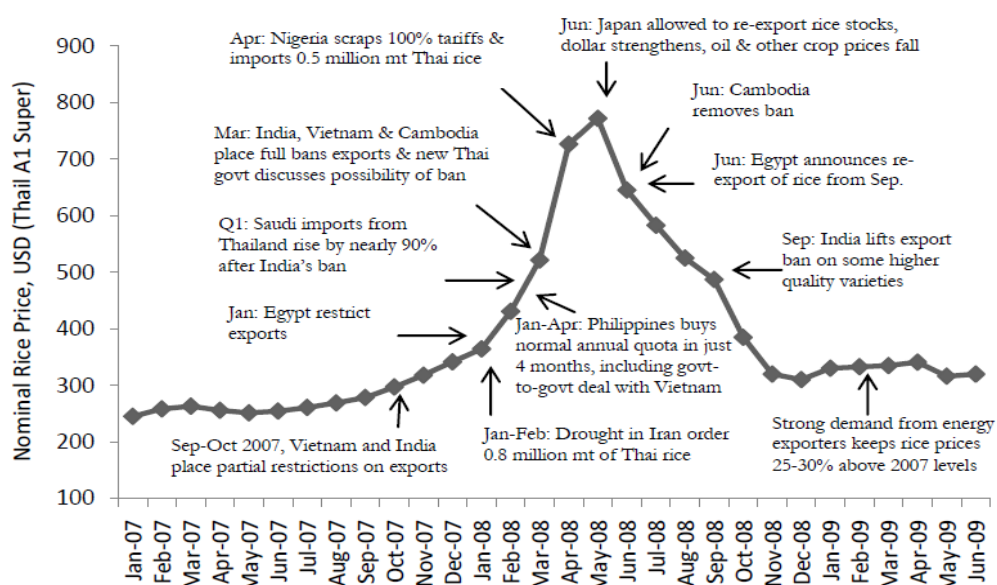 Nominal Rice Price, USD (Thail A1 Super)
900
800
700
600
500
400
300
200
100
Apr: Nigeria scraps 100% tariffs &
imports 0.5 million mt Thai rice
Jun: Japan allowed to re-export rice stocks,
dollar strengthens, oil & other crop prices fall
Mar: India, Vietnam & Cambodia
place full bans exports & new Thai
govt discusses possibility of ban
Jun: Cambodia
removes ban
Jun: Egypt announces re-
export of rice from Sep.
Q1: Saudi imports from
Thailand rise by nearly 90%
after India's ban
Sep: India lifts export
ban on some higher
quality varieties
Jan: Egypt restrict
exports
Jan-Apr: Philippines buys
normal annual quota in just
4 months, including govt-
to-govt deal with Vietnam
Sep-Oct 2007, Vietnam and India
place partial restrictions on exports
Jan-Feb: Drought in Iran order
0.8 million mt of Thai rice
Strong demand from energy
exporters keeps rice prices
25-30% above 2007 levels
Jan-07
Feb-07
Mar-07
Apr-07
May-07
Jun-07
Jul-07
Aug-07
Sep-07
Oct-07
Nov-07
Dec-07
Jan-08
Feb-08
Mar-08
Apr-08
May-08
Jun-08
Jul-08
Aug-08
Sep-08
Oct-08
Nov-08
Dec-08
Jan-09
Feb-09
Mar-09
Apr-09
May-09
Jun-09